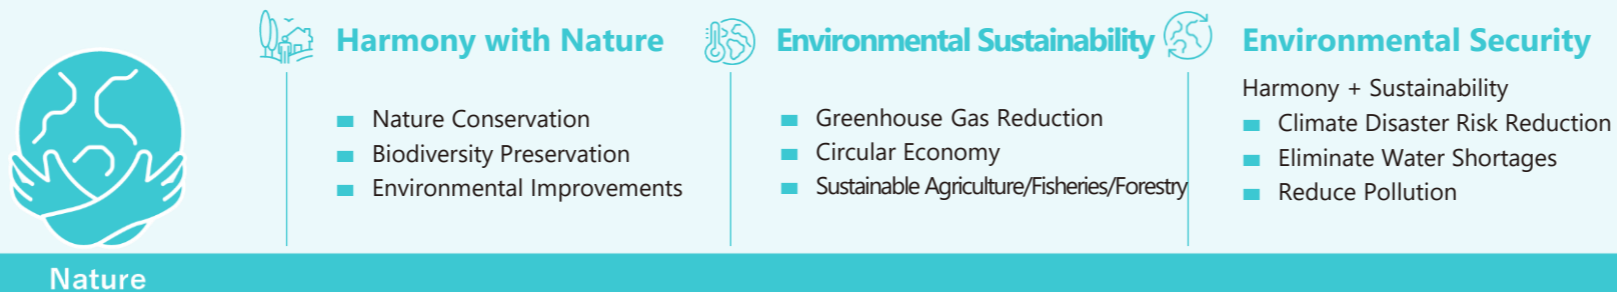 Harmony with Nature
Nature Conservation
Biodiversity Preservation
Environmental Improvements
Environmental Sustainability
Greenhouse Gas Reduction
Circular Economy
Sustainable Agriculture/Fisheries/Forestry
Environmental Security
Harmony + Sustainability
Climate Disaster Risk Reduction
Eliminate Water Shortages
Reduce Pollution
Nature